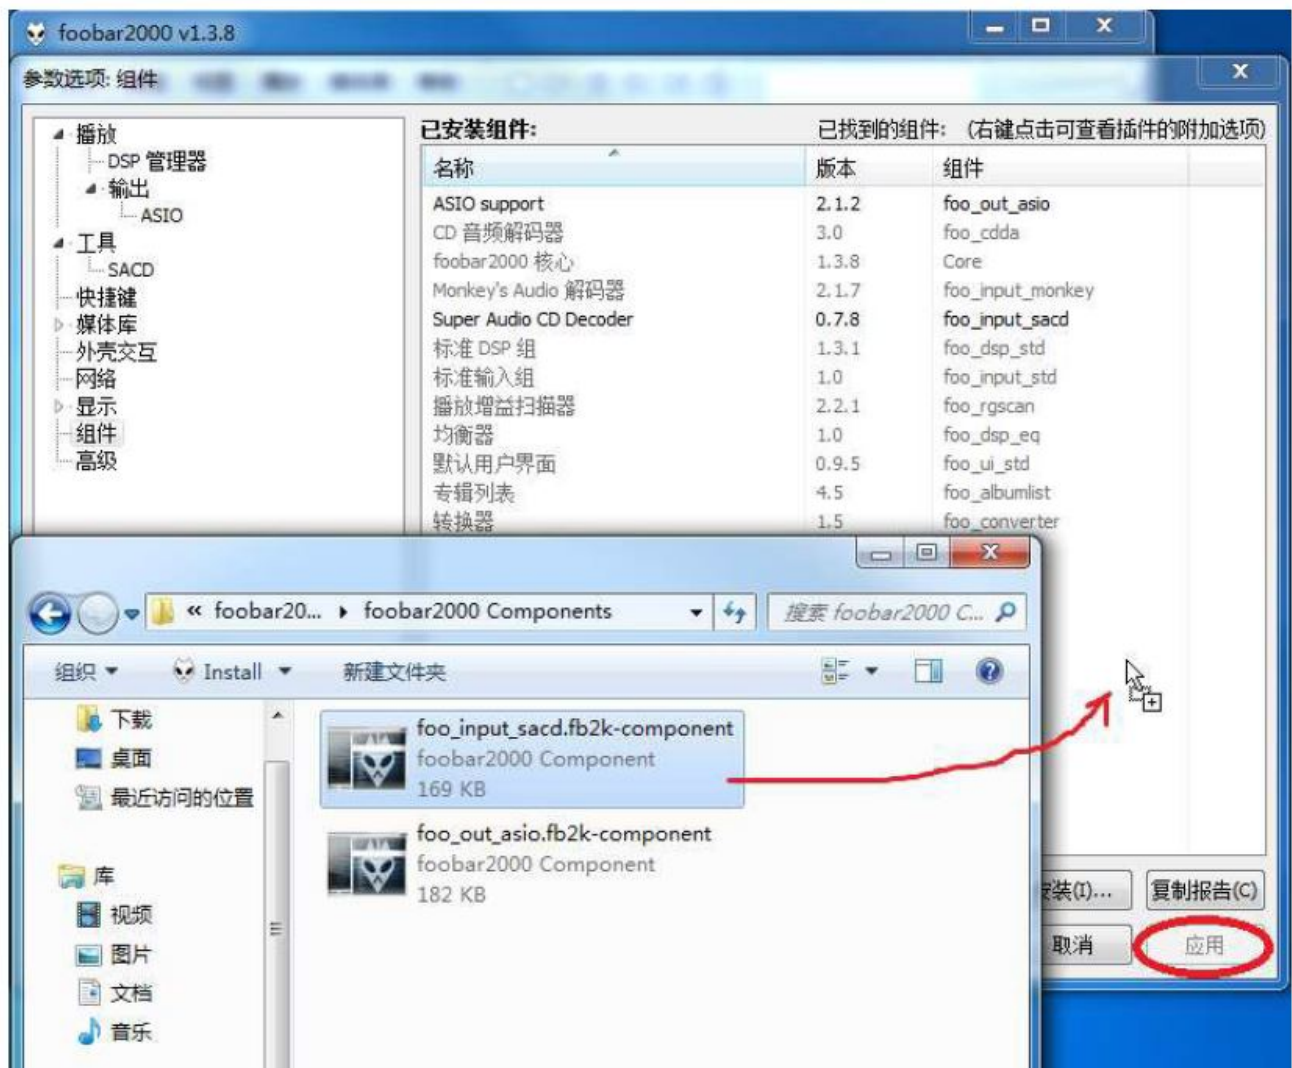 foobar2000 v1.3.8
参数选项: 组件
播放
DSP 管理器
输出
ASIO
工具
SACD
快捷键
媒体库
外壳交互
网络
显示
组件
高级
已安装组件: 已找到的组件: (右键点击可查看插件的附加选项)
名称 版本 组件
ASIO support 2.1.2 foo_out_asio
CD 音频解码器 3.0 foo_cdda
foobar2000 核心 1.3.8 Core
Monkey's Audio 解码器 2.1.7 foo_input_monkey
Super Audio CD Decoder 0.7.8 foo_input_sacd
标准 DSP 组 1.3.1 foo_dsp_std
标准输入组 1.0 foo_input_std
播放增益扫描器 2.2.1 foo_rgscan
均衡器 1.0 foo_dsp_eq
默认用户界面 0.9.5 foo_ui_std
专辑列表 4.5 foo_albumlist
转换器 1.5 foo_converter
« foobar20... foobar2000 Components 搜索 foobar2000 C...
组织 Install 新建文件夹
下载
桌面
最近访问的位置
库
视频
图片
文档
音乐
foo_input_sacd.fb2k-component
foobar2000 Component
169 KB
foo_out_asio.fb2k-component
foobar2000 Component
182 KB
装(I)... 复制报告(C)
取消 应用